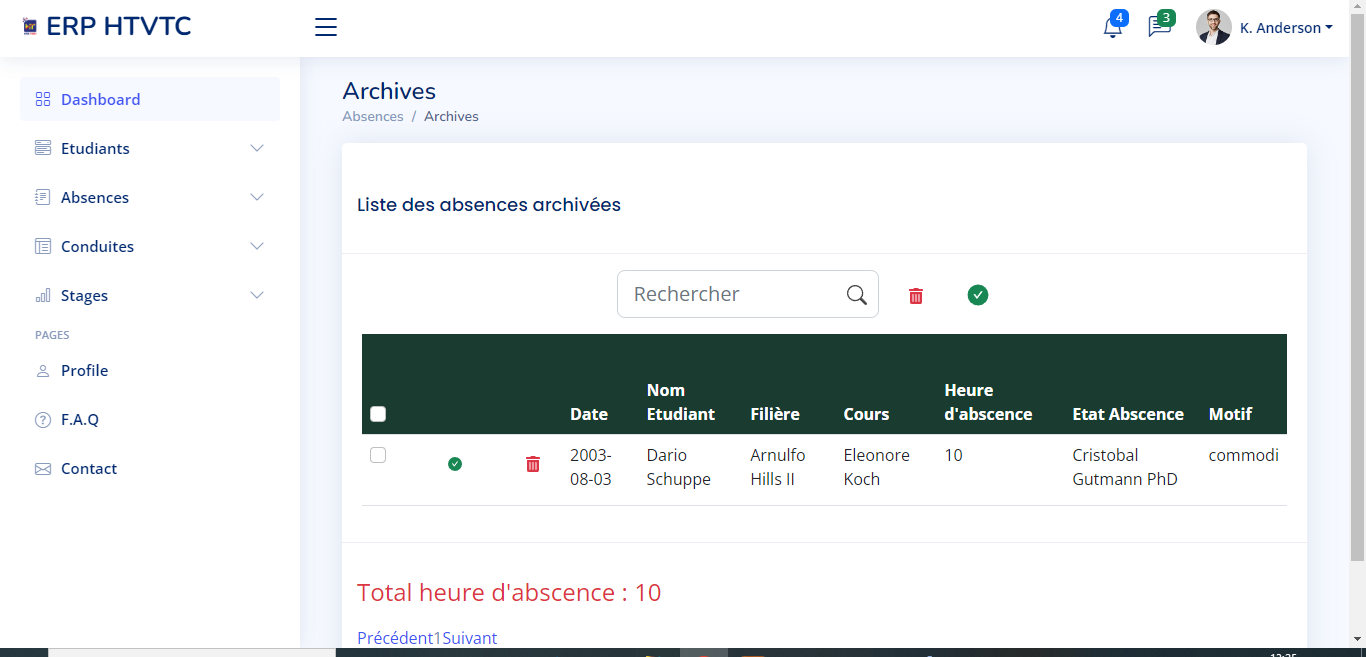 ERP HTVTC
4
3
K. Anderson
Dashboard
Etudiants
Absences
Conduites
Stages
PAGES
Profile
F.A.Q
Contact
Archives
Absences / Archives
Liste des absences archivées
Rechercher
Date Nom Etudiant Filière Cours Heure d'abscence Etat Abscence Motif
2003-08-03 Dario Schuppe Arnulfo Hills II Eleonore Koch 10 Cristobal Gutmann PhD commodi
Total heure d'abscence : 10
Précédent1Suivant